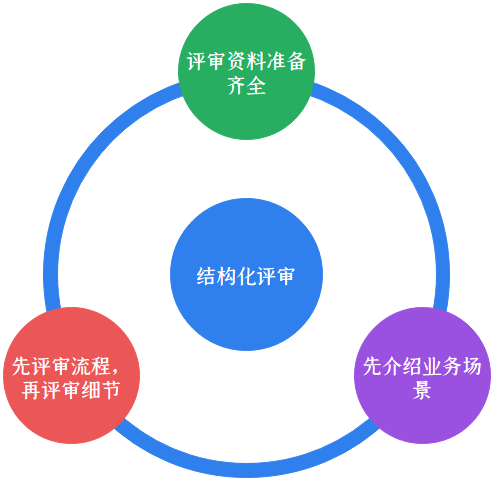 评审资料准备
齐全
结构化评审
先评审流程，
再评审细节
先介绍业务场
景